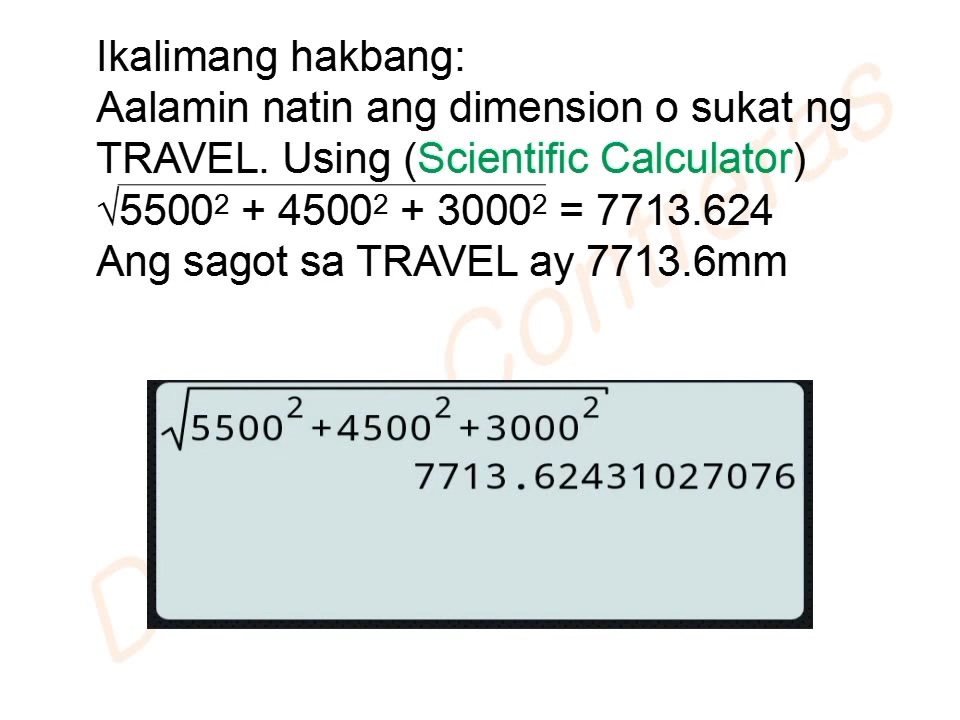 Ikalimang hakbang:
Aalamin natin ang dimension o sukat ng
TRAVEL. Using (Scientific Calculator)
√5500² + 4500² + 3000² = 7713.624
Ang sagot sa TRAVEL ay 7713.6mm
Contreras
√5500²+4500²+3000²
7713.62431027076